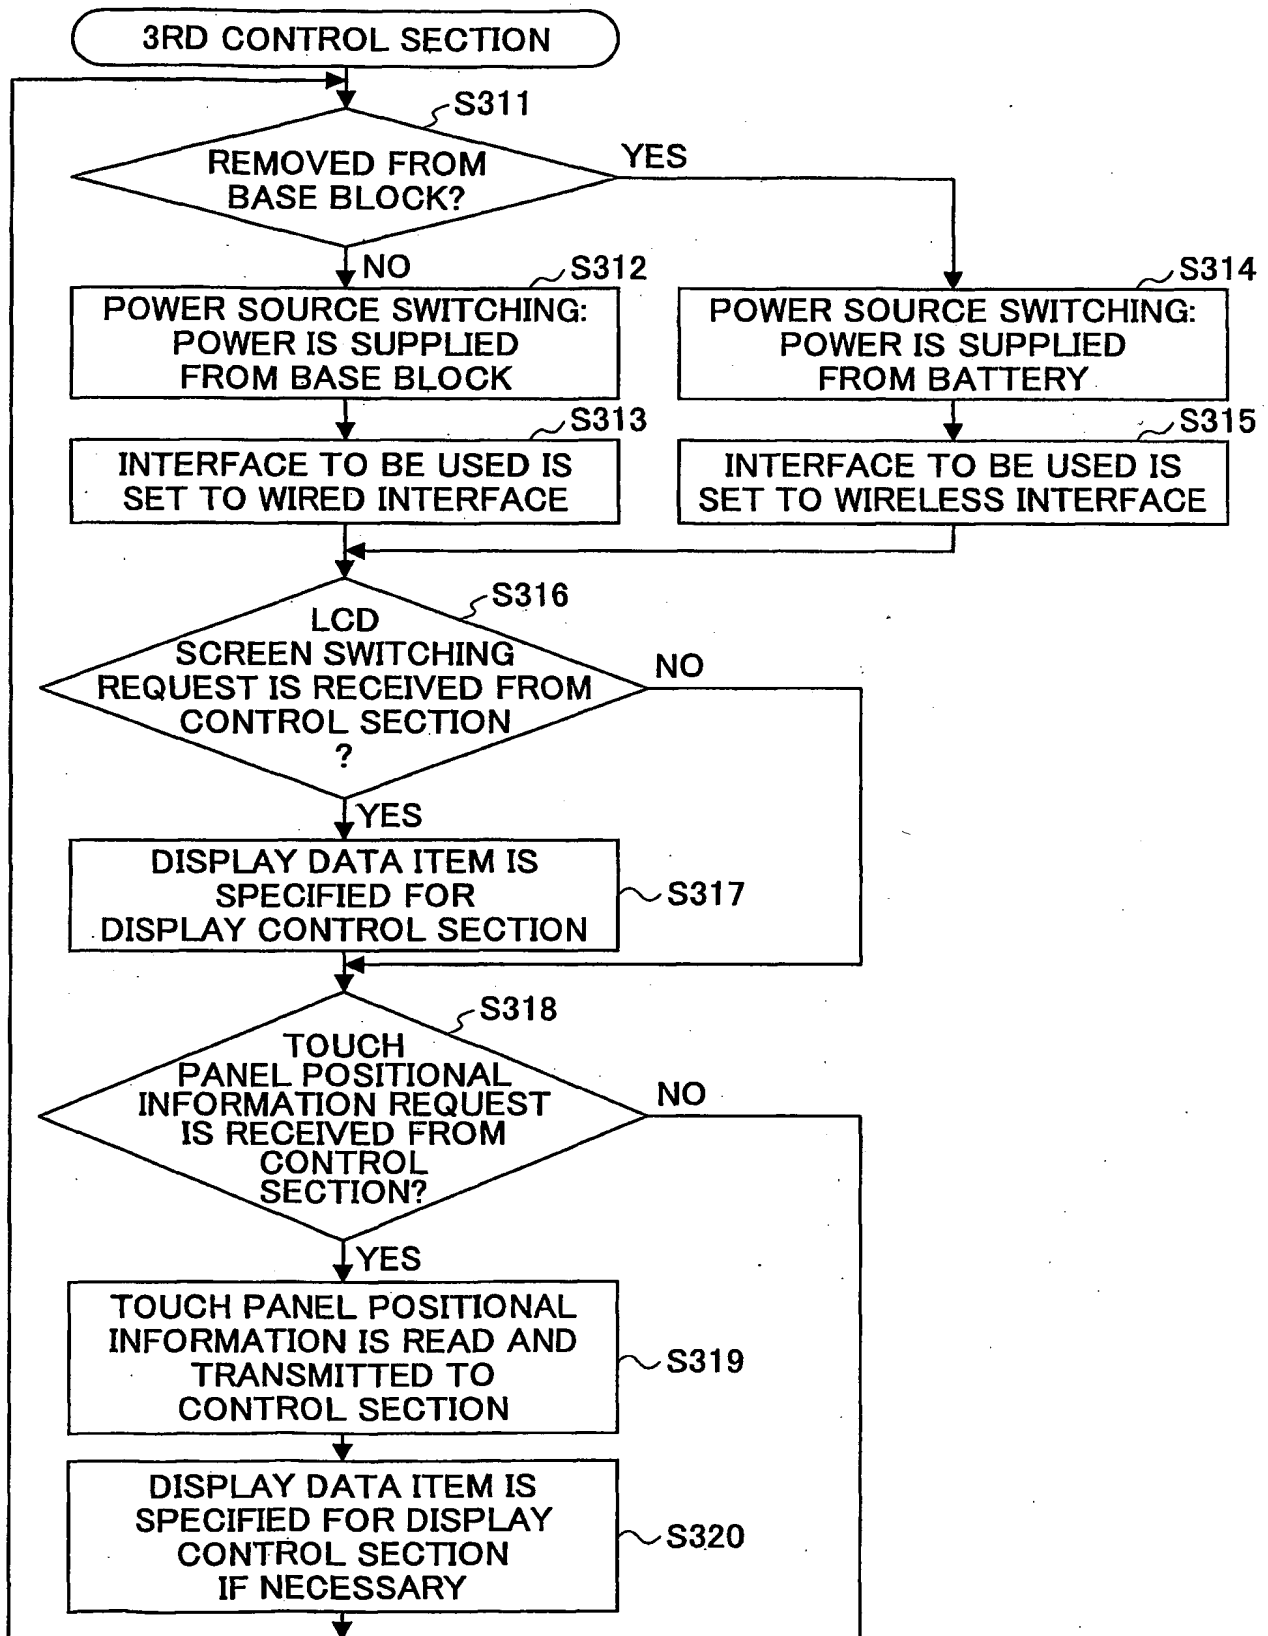 3RD CONTROL SECTION
S311
REMOVED FROM
BASE BLOCK?
YES
NO
S312
POWER SOURCE SWITCHING:
POWER IS SUPPLIED
FROM BASE BLOCK
S314
POWER SOURCE SWITCHING:
POWER IS SUPPLIED
FROM BATTERY
S313
INTERFACE TO BE USED IS
SET TO WIRED INTERFACE
S315
INTERFACE TO BE USED IS
SET TO WIRELESS INTERFACE
S316
LCD
SCREEN SWITCHING
REQUEST IS RECEIVED FROM
CONTROL SECTION
?
NO
YES
DISPLAY DATA ITEM IS
SPECIFIED FOR
DISPLAY CONTROL SECTION
S317
S318
TOUCH
PANEL POSITIONAL
INFORMATION REQUEST
IS RECEIVED FROM
CONTROL
SECTION?
NO
YES
TOUCH PANEL POSITIONAL
INFORMATION IS READ AND
TRANSMITTED TO
CONTROL SECTION
S319
DISPLAY DATA ITEM IS
SPECIFIED FOR DISPLAY
CONTROL SECTION
IF NECESSARY
S320